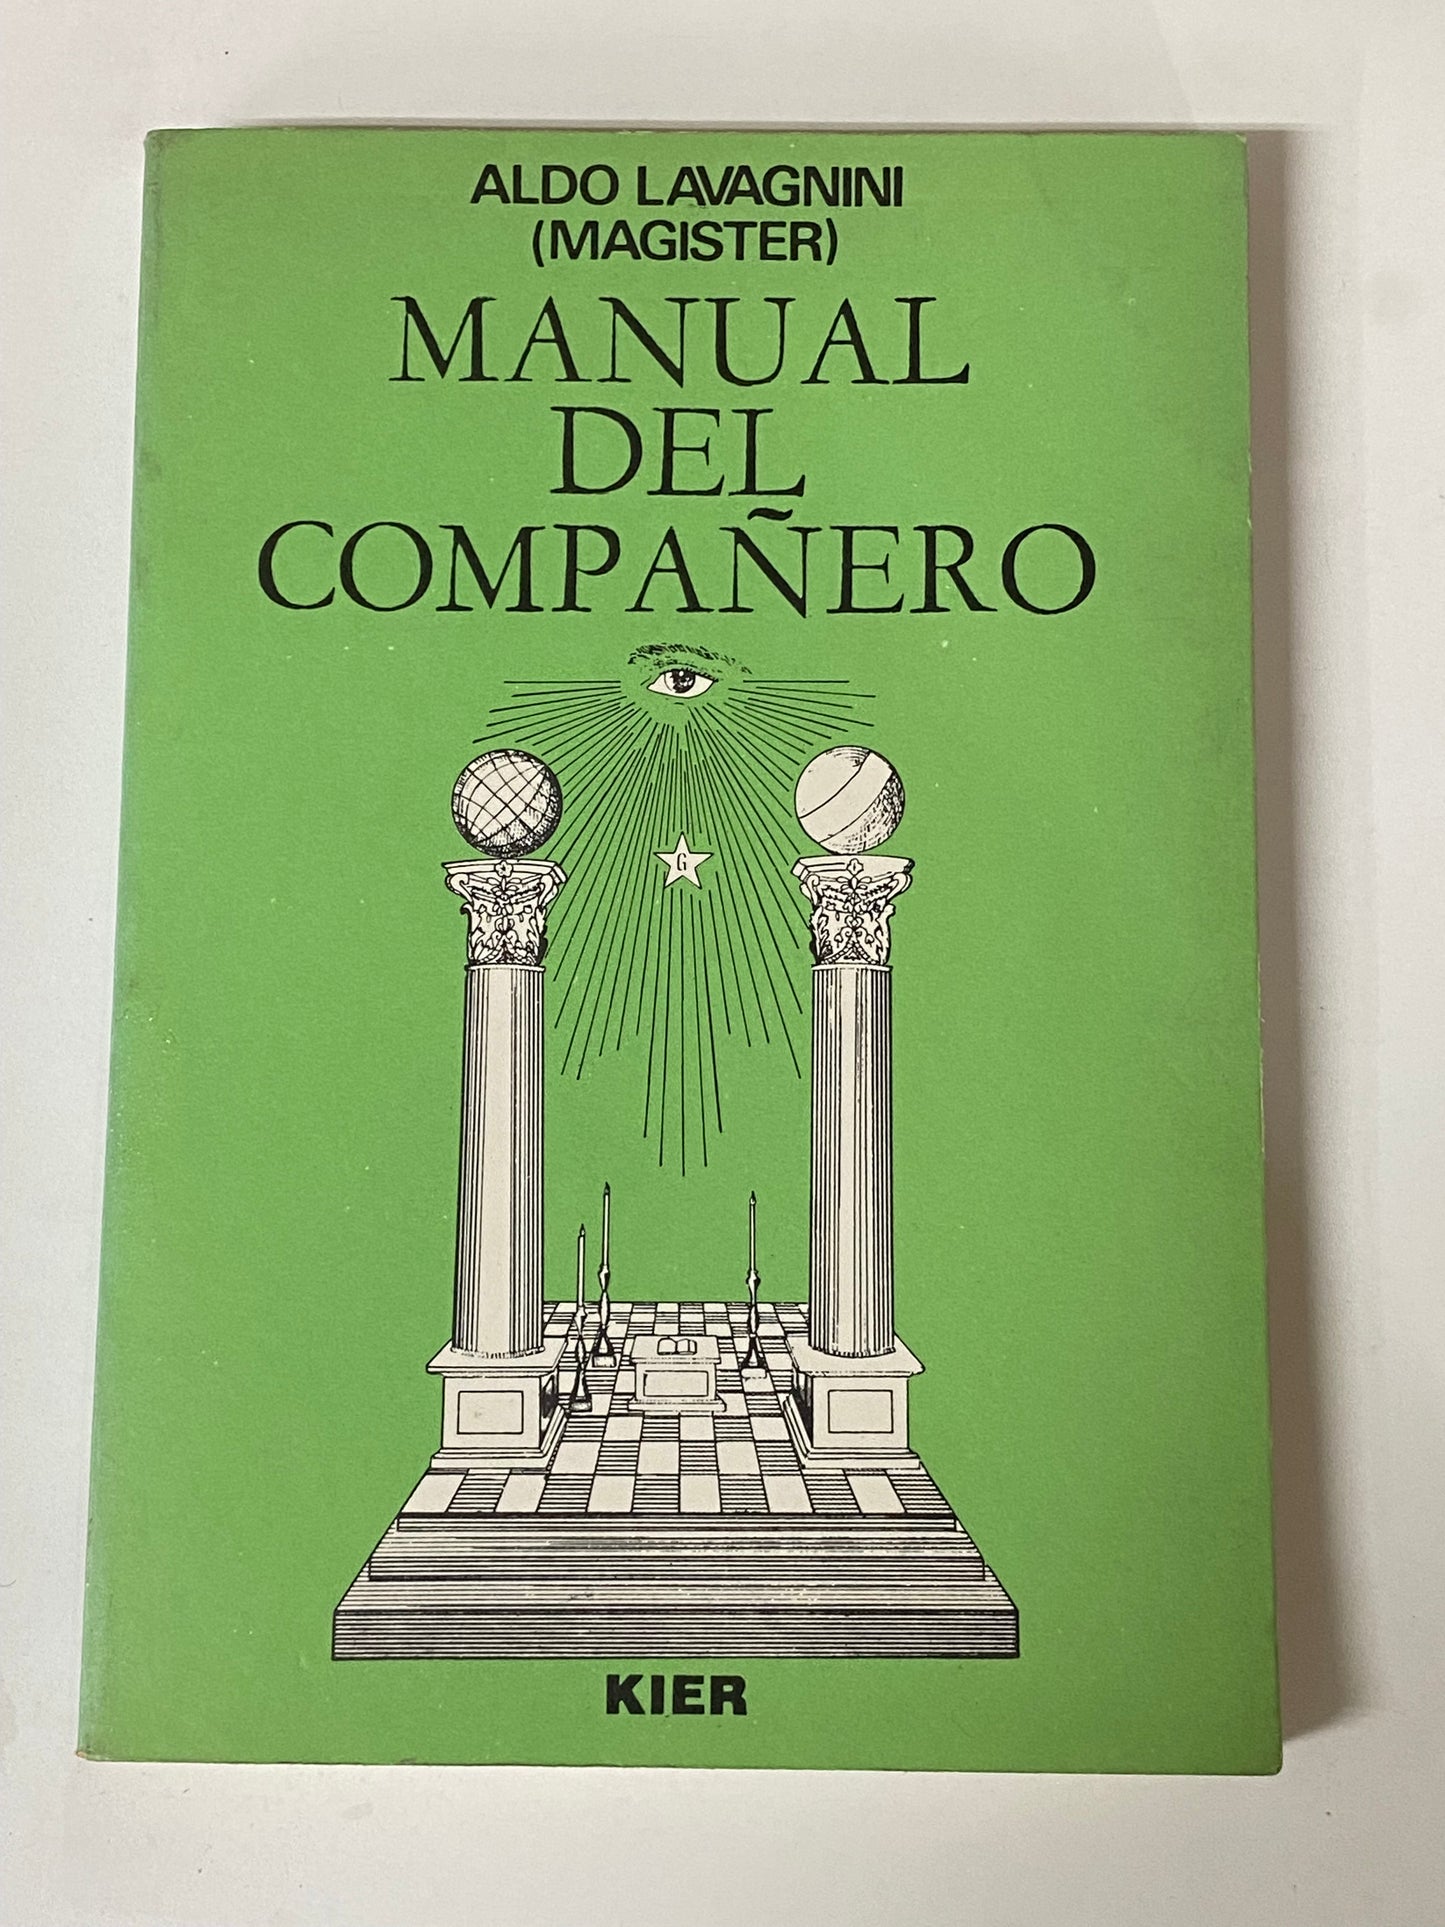 ALDO LAVAGNINI
(MAGISTER)
MANUAL
DEL
COMPAÑERO
G
KIER